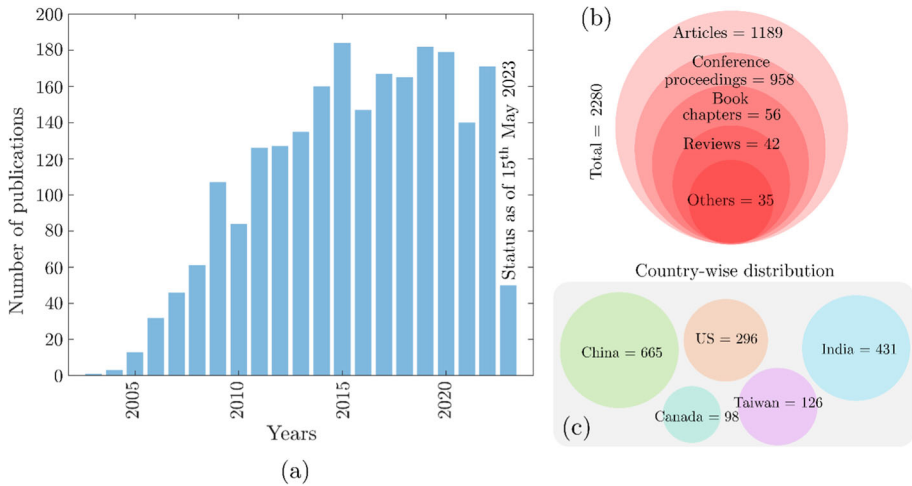 200
180
160
140
120
100
80
60
40
20
0
Number of publications
2005
2010
2015
2020
Years
Status as of 15th May 2023
(a)
(b)
Total = 2280
Articles = 1189
Conference
proceedings = 958
Book
chapters = 56
Reviews = 42
Others = 35
Country-wise distribution
China = 665
US = 296
India = 431
Canada = 98
Taiwan = 126
(c)